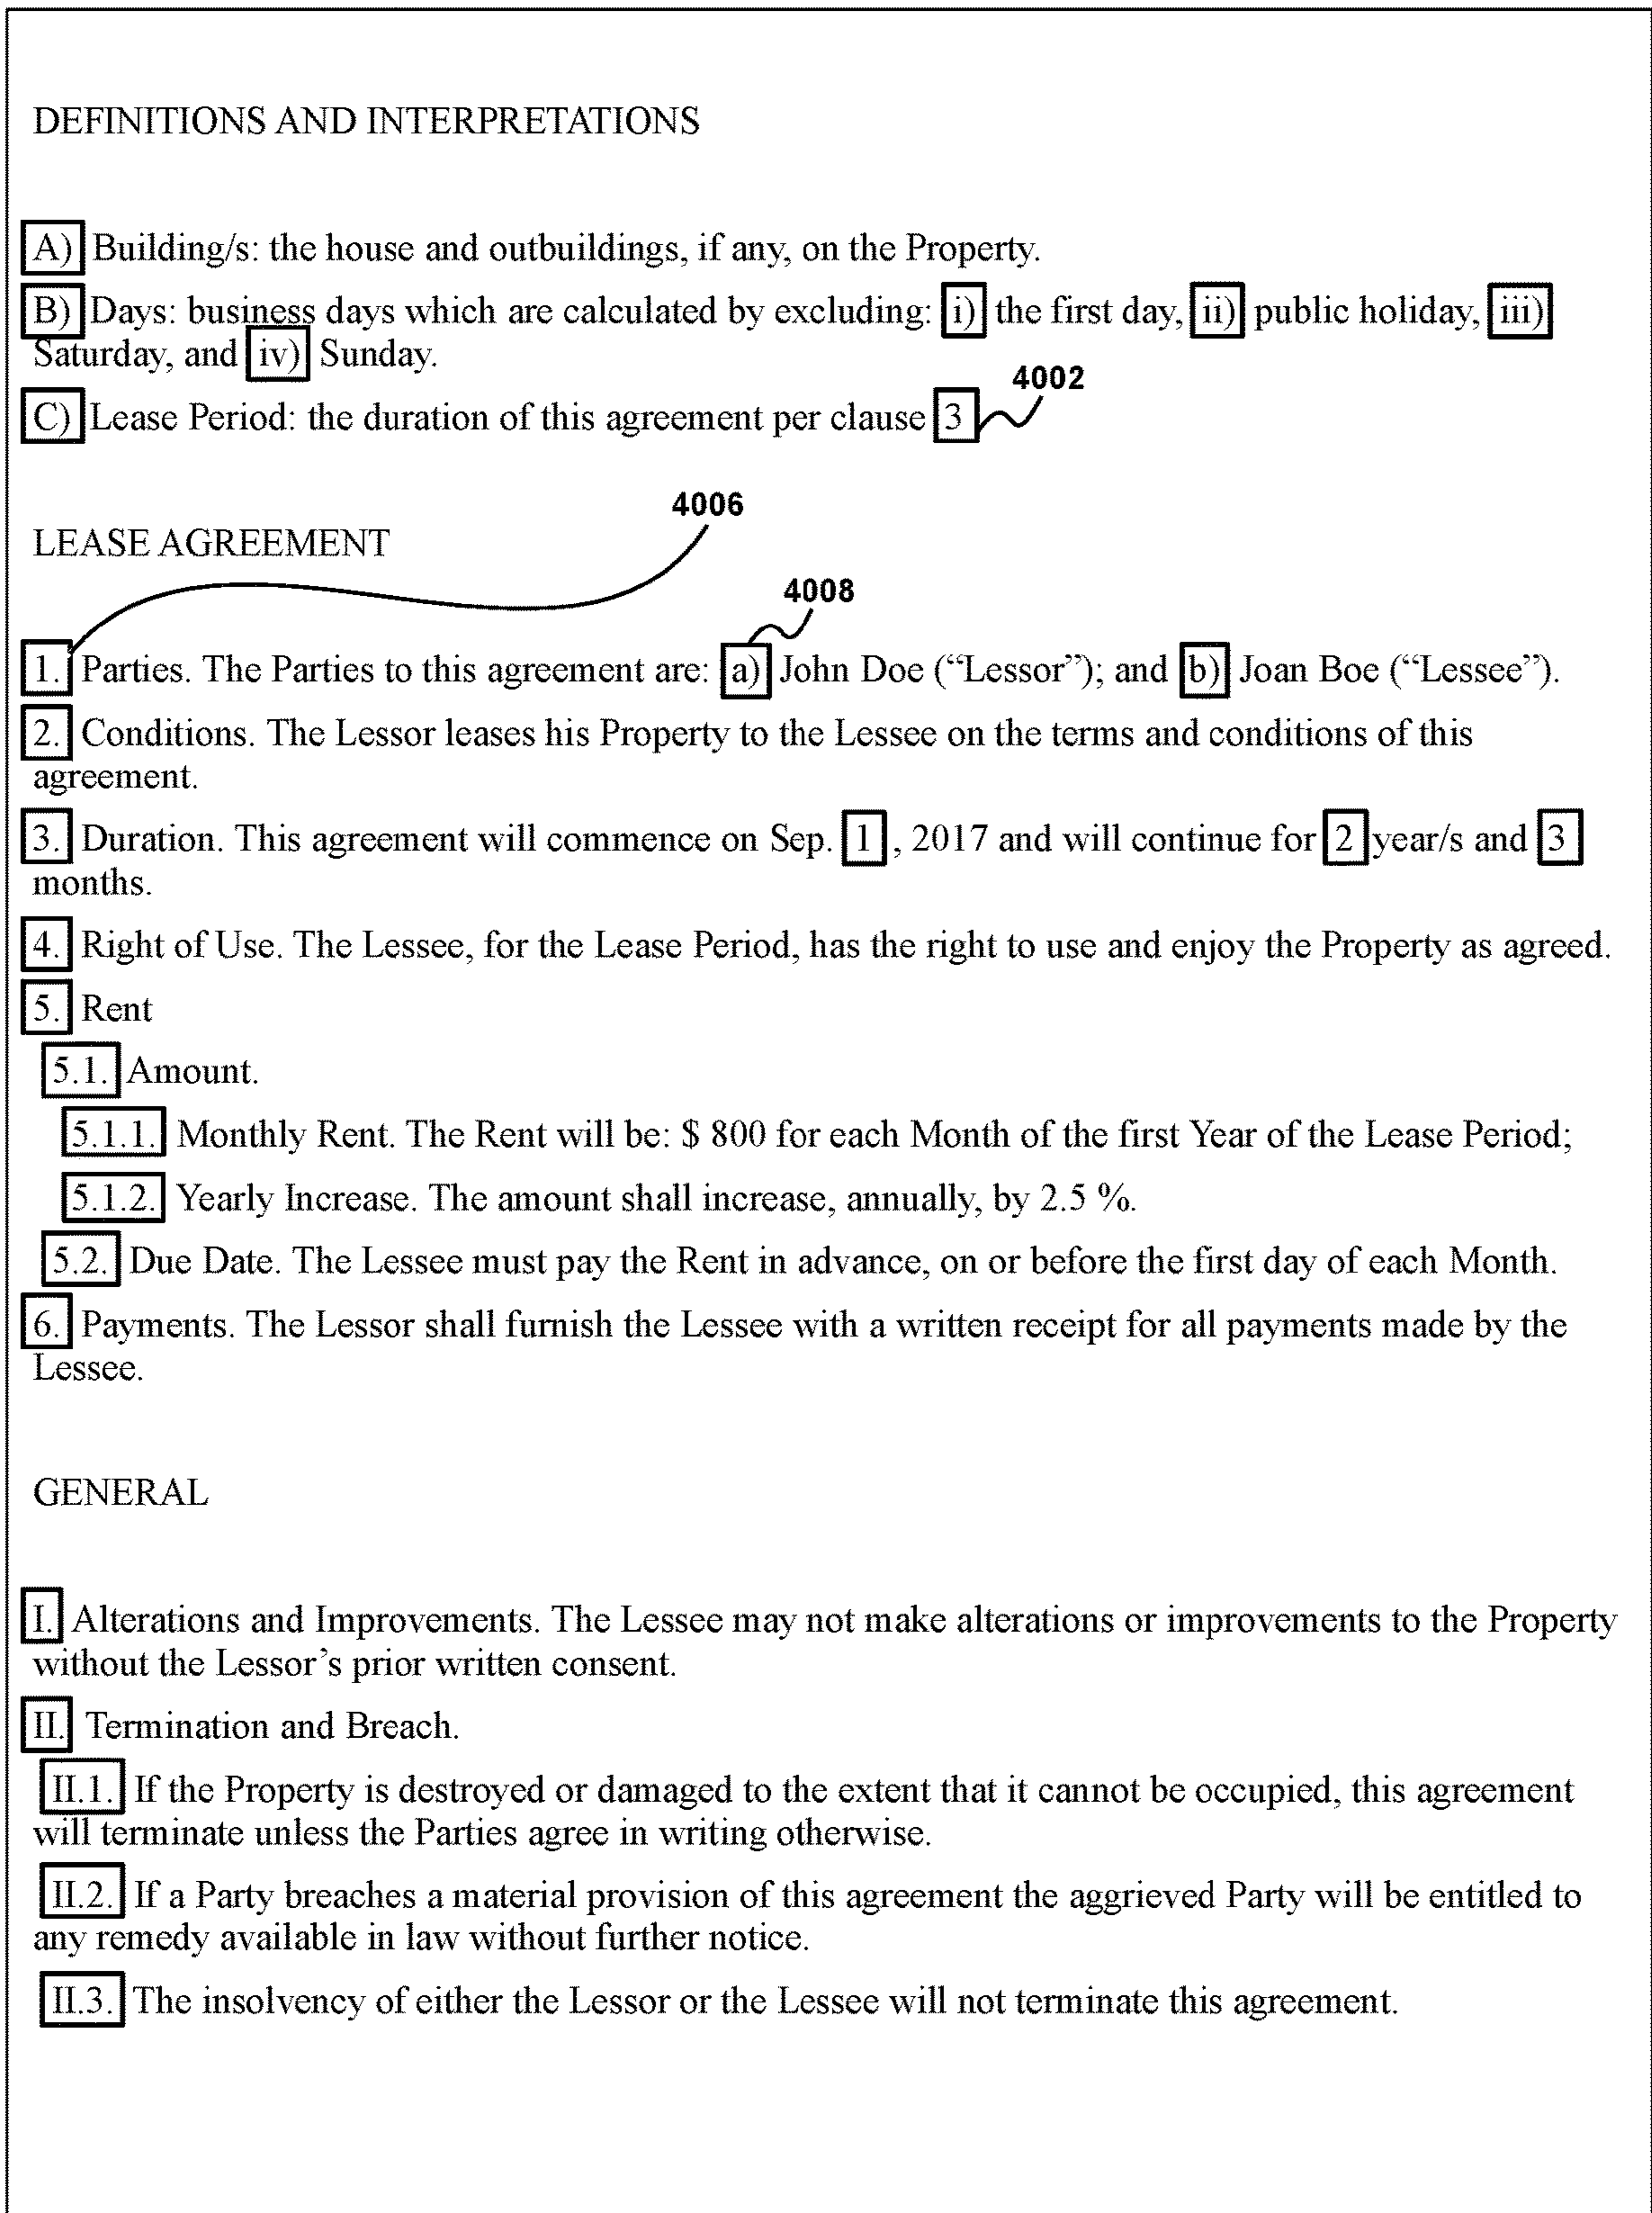 DEFINITIONS AND INTERPRETATIONS
A) Building/s: the house and outbuildings, if any, on the Property.
B) Days: business days which are calculated by excluding: i) the first day, ii) public holiday, iii)
Saturday, and iv) Sunday.
4002
C) Lease Period: the duration of this agreement per clause 3
4006
LEASE AGREEMENT
4008
1. Parties. The Parties to this agreement are: a) John Doe (“Lessor”); and b) Joan Boe (“Lessee”).
2. Conditions. The Lessor leases his Property to the Lessee on the terms and conditions of this
agreement.
3. Duration. This agreement will commence on Sep. 1 , 2017 and will continue for 2 year/s and 3
months.
4. Right of Use. The Lessee, for the Lease Period, has the right to use and enjoy the Property as agreed.
5. Rent
5.1. Amount.
5.1.1. Monthly Rent. The Rent will be: $ 800 for each Month of the first Year of the Lease Period;
5.1.2. Yearly Increase. The amount shall increase, annually, by 2.5 %.
5.2. Due Date. The Lessee must pay the Rent in advance, on or before the first day of each Month.
6. Payments. The Lessor shall furnish the Lessee with a written receipt for all payments made by the
Lessee.
GENERAL
I. Alterations and Improvements. The Lessee may not make alterations or improvements to the Property
without the Lessor’s prior written consent.
II. Termination and Breach.
II.1. If the Property is destroyed or damaged to the extent that it cannot be occupied, this agreement
will terminate unless the Parties agree in writing otherwise.
II.2. If a Party breaches a material provision of this agreement the aggrieved Party will be entitled to
any remedy available in law without further notice.
II.3. The insolvency of either the Lessor or the Lessee will not terminate this agreement.